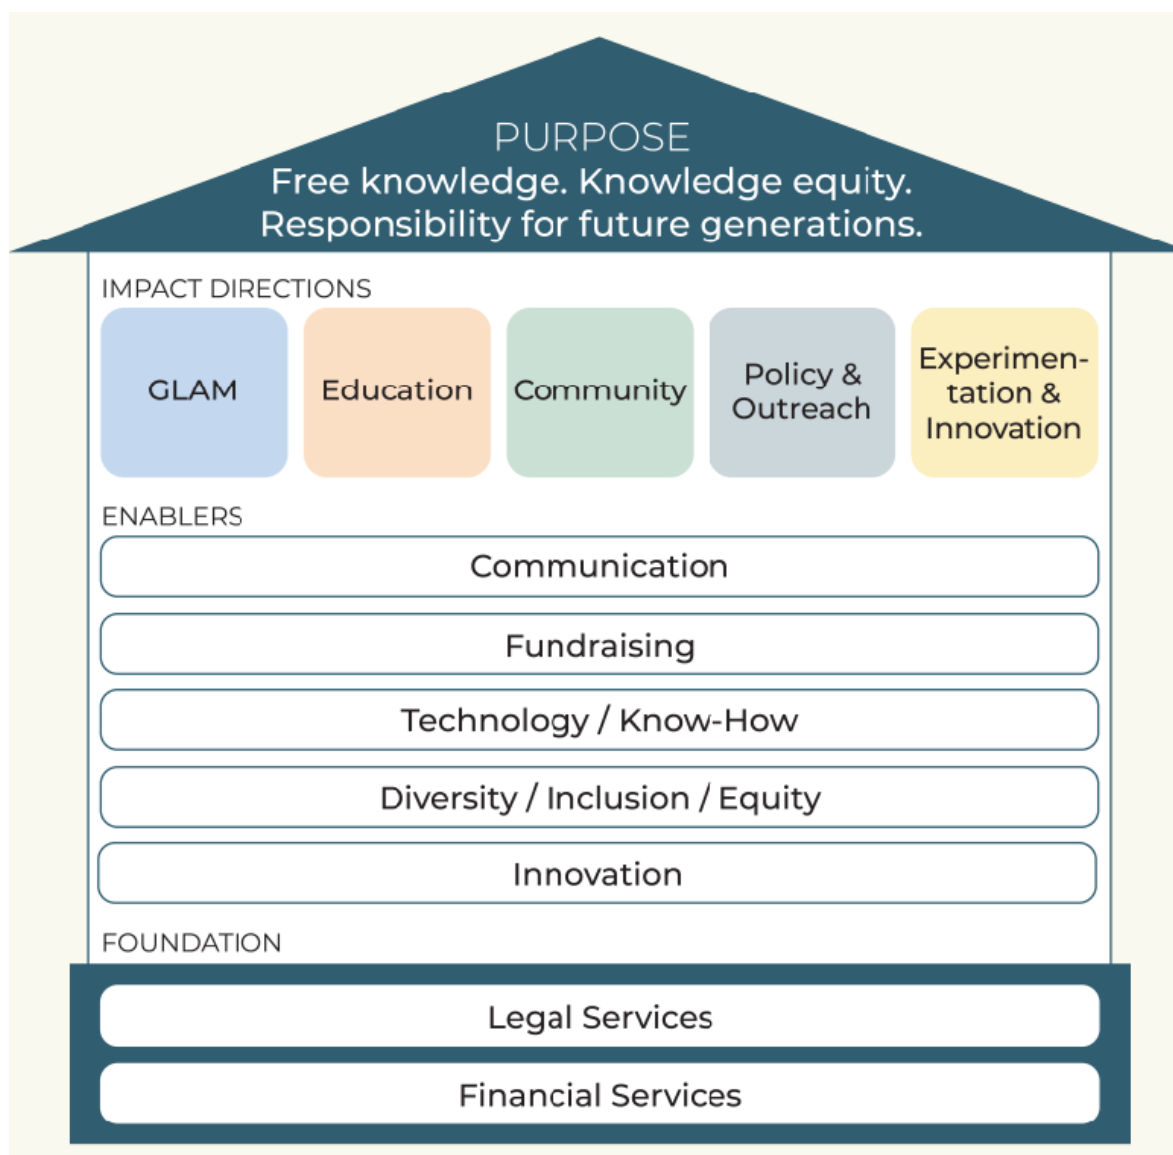 PURPOSE
Free knowledge. Knowledge equity.
Responsibility for future generations.
IMPACT DIRECTIONS
GLAM
Education
Community
Policy &
Outreach
Experimen-
tation &
Innovation
ENABLERS
Communication
Fundraising
Technology / Know-How
Diversity / Inclusion / Equity
Innovation
FOUNDATION
Legal Services
Financial Services